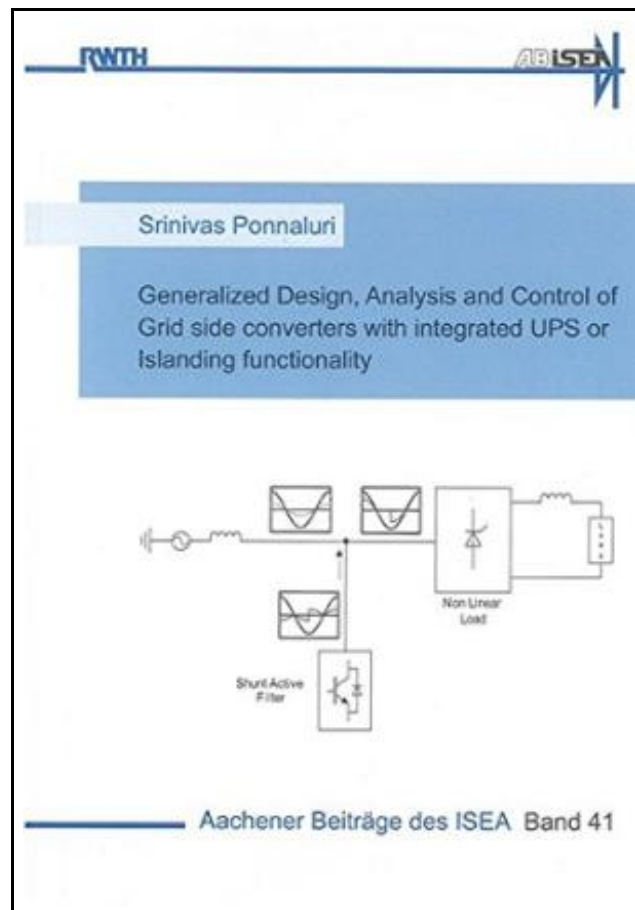 RWTH
ABiSEA
Srinivas Ponnaluri
Generalized Design, Analysis and Control of
Grid side converters with integrated UPS or
Islanding functionality
Non Linear
Load
Shunt Active
Filter
Aachener Beiträge des ISEA Band 41